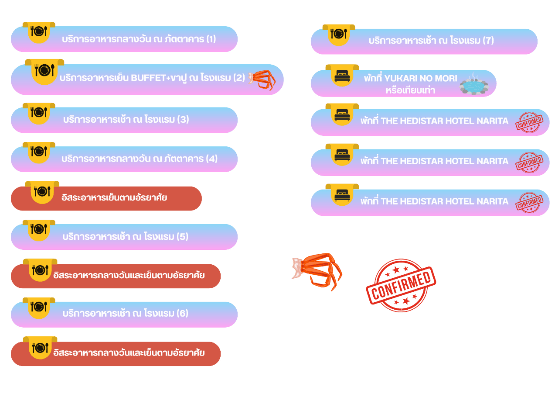 บริการอาหารกลางวัน ณ ภัตตาคาร (1)
บริการอาหารเย็น BUFFET+ขาปู ณ โรงแรม (2)
บริการอาหารเช้า ณ โรงแรม (3)
บริการอาหารกลางวัน ณ ภัตตาคาร (4)
อิสระอาหารเย็นตามอัธยาศัย
บริการอาหารเช้า ณ โรงแรม (5)
อิสระอาหารกลางวันและเย็นตามอัธยาศัย
บริการอาหารเช้า ณ โรงแรม (6)
อิสระอาหารกลางวันและเย็นตามอัธยาศัย
บริการอาหารเช้า ณ โรงแรม (7)
พักที่ YUKARI NO MORI
หรือเทียบเท่า
พักที่ THE HEDISTAR HOTEL NARITA
CONFIRMED
พักที่ THE HEDISTAR HOTEL NARITA
CONFIRMED
พักที่ THE HEDISTAR HOTEL NARITA
CONFIRMED
CONFIRMED